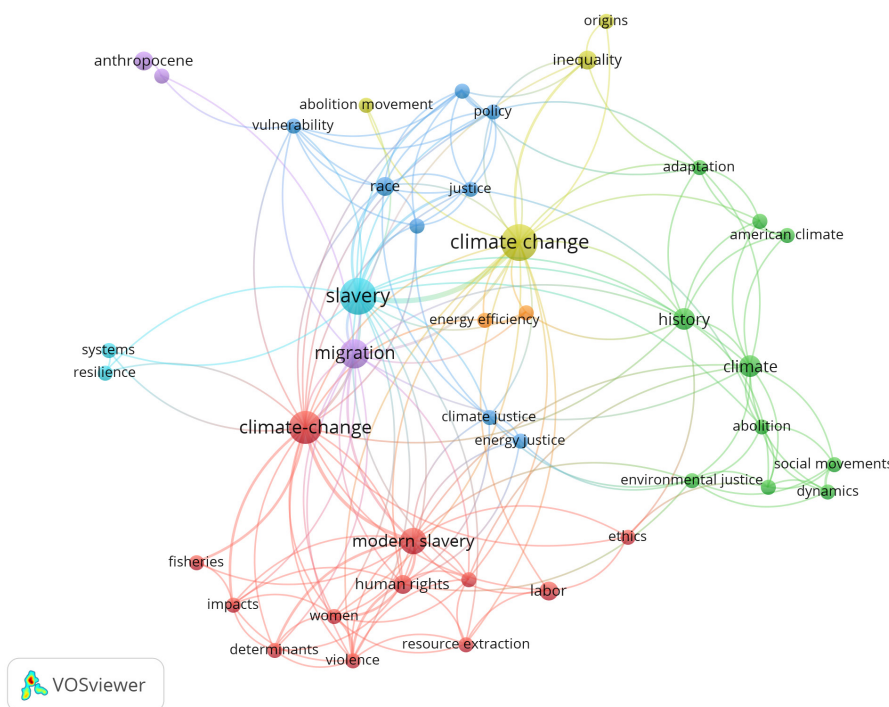 origins
anthropocene
inequality
abolition movement
policy
vulnerability
adaptation
race
justice
american climate
climate change
slavery
energy efficiency
history
migration
systems
resilience
climate
climate justice
climate-change
abolition
energy justice
social movements
environmental justice
dynamics
modern slavery
ethics
fisheries
human rights
labor
impacts
women
resource extraction
determinants
violence
VOSviewer